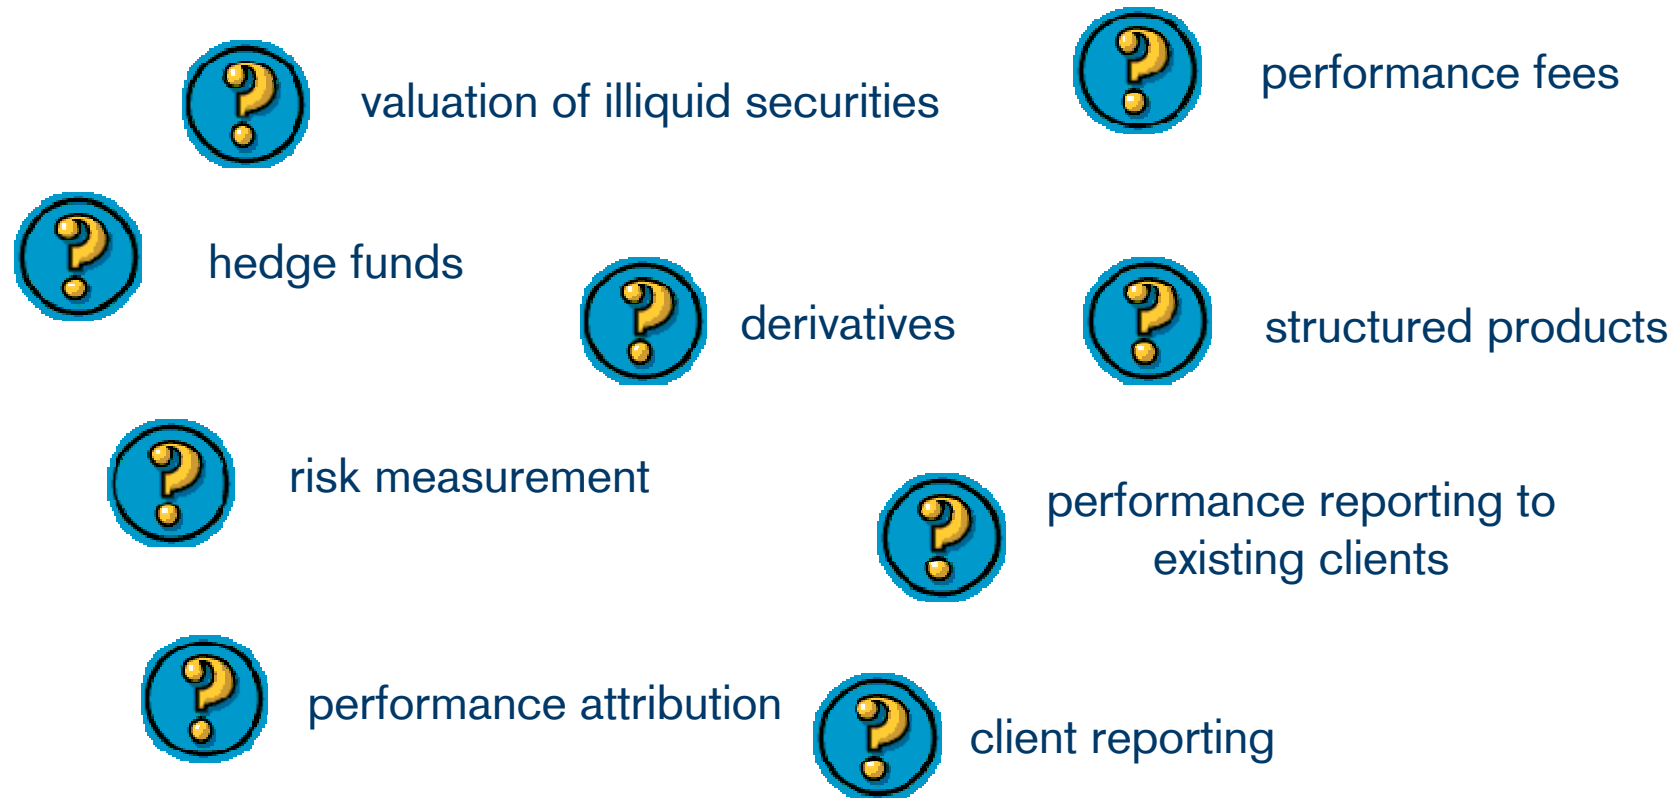 valuation of illiquid securities
performance fees
hedge funds
derivatives
structured products
risk measurement
performance reporting to
existing clients
performance attribution
client reporting